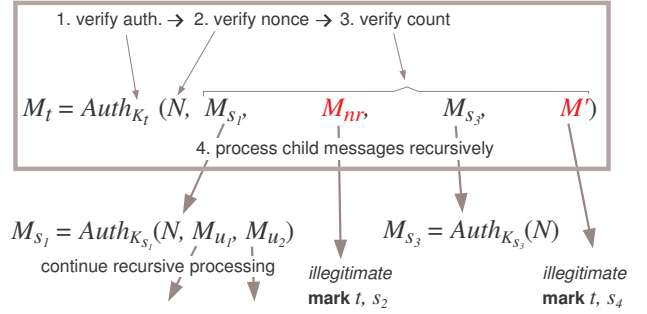 1. verify auth. → 2. verify nonce → 3. verify count
M_t = Auth_{K_t} (N, M_{s_1}, M_{nr}, M_{s_3}, M')
4. process child messages recursively
M_{s_1} = Auth_{K_{s_1}}(N, M_{u_1}, M_{u_2}) M_{s_3} = Auth_{K_{s_3}}(N)
continue recursive processing
illegitimate illegitimate
mark t, s_2 mark t, s_4